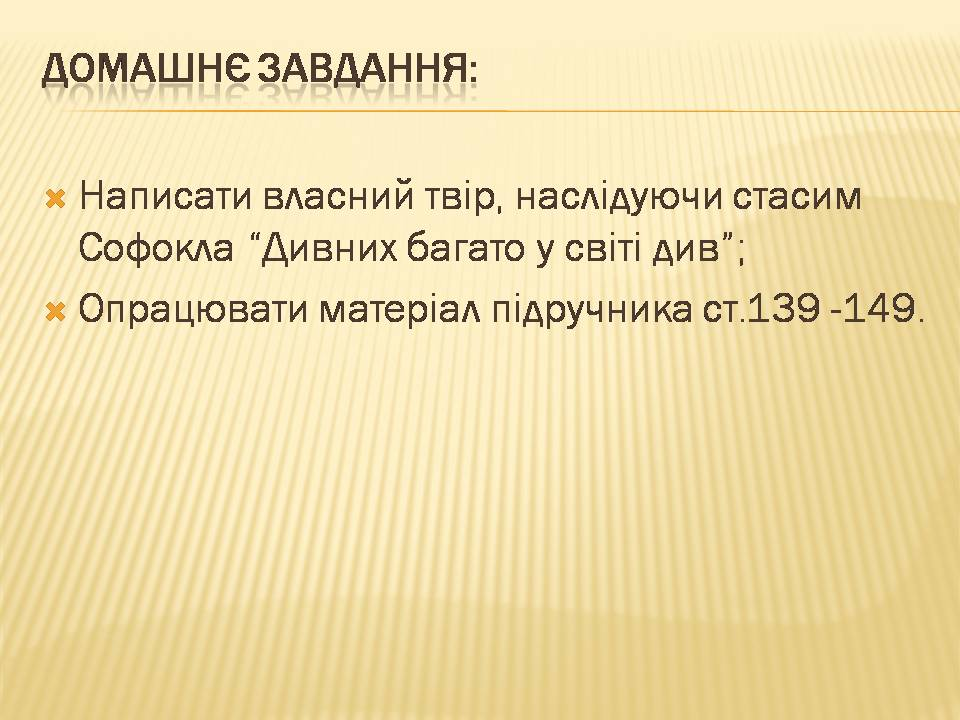 ДОМАШНЄ ЗАВДАННЯ:
Написати власний твір, наслідуючи стасим
Софокла “Дивних багато у світі див”;
Опрацювати матеріал підручника ст.139 -149.